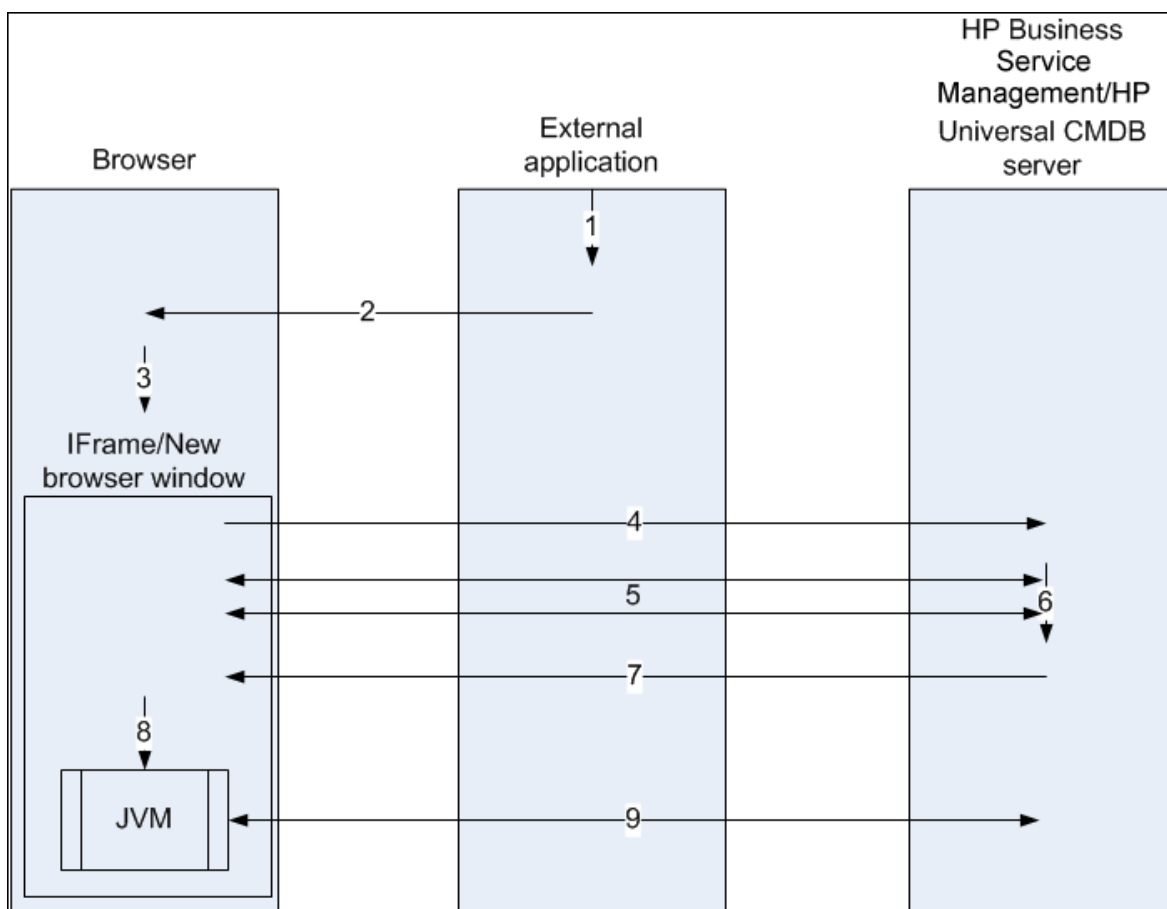 HP Business
Service
Management/HP
Universal CMDB
server
External
application
Browser
1
2
3
IFrame/New
browser window
4
5
6
7
8
JVM
9